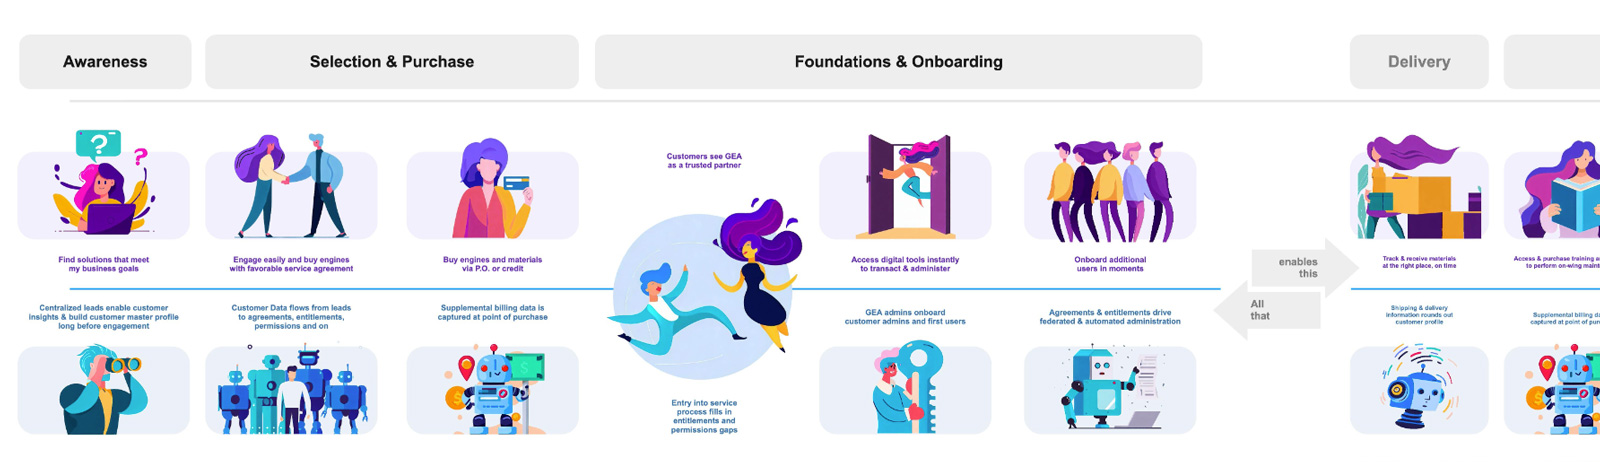 Awareness
Selection & Purchase
Foundations & Onboarding
Delivery
?
?
Find solutions that meet
my business goals
Engage easily and buy engines
with favorable service agreement
Buy engines and materials
via P.O. or credit
Customers see GEA
as a trusted partner
Access digital tools instantly
to transact & administer
Onboard additional
users in moments
enables
this
Track & receive materials
at the right place, on time
Access & purchase training
to perform on-wing
All
that
Centralized leads enable customer
insights & build customer master profile
long before engagement
Customer Data flows from leads
to agreements, entitlements,
permissions and on
Supplemental billing data is
captured at point of purchase
Entry into service
process fills in
entitlements and
permissions gaps
GEA admins onboard
customer admins and first users
Agreements & entitlements drive
federated & automated administration
Shipping & delivery
information rounds out
customer profile
Supplemental billing
captured at point of
$
$
$